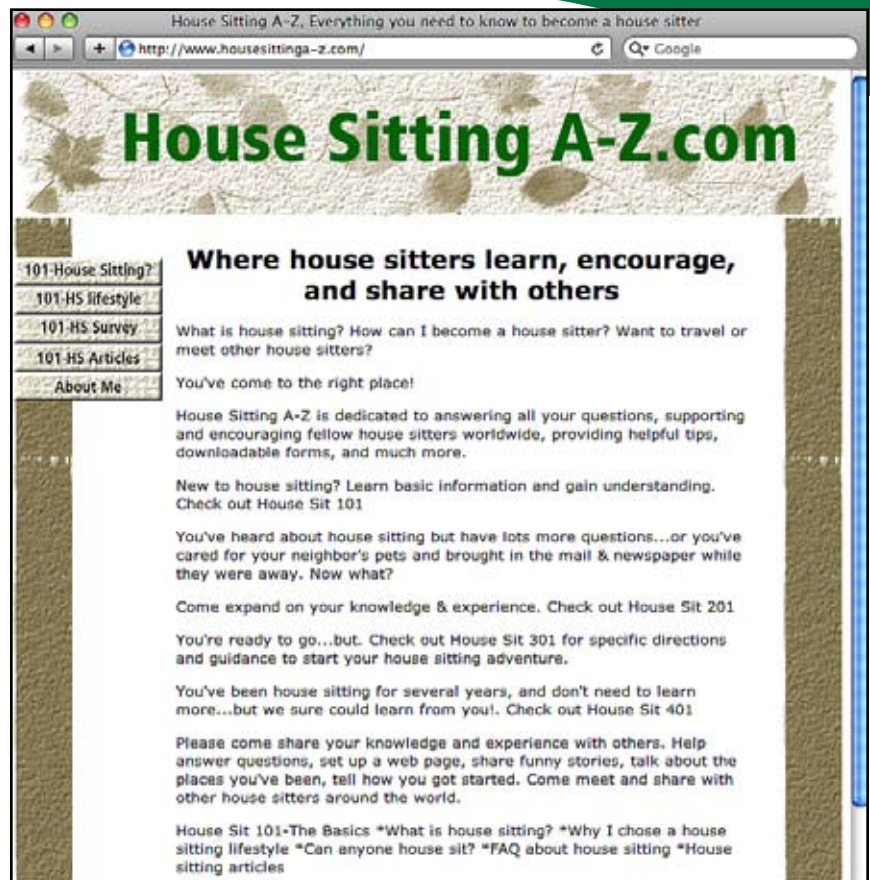 House Sitting A-Z, Everything you need to know to become a house sitter
http://www.housesittinga-z.com/
Google
House Sitting A-Z.com
101-House Sitting?
101-HS lifestyle
101-HS Survey
101-HS Articles
About Me
Where house sitters learn, encourage,
and share with others
What is house sitting? How can I become a house sitter? Want to travel or
meet other house sitters?
You've come to the right place!
House Sitting A-Z is dedicated to answering all your questions, supporting
and encouraging fellow house sitters worldwide, providing helpful tips,
downloadable forms, and much more.
New to house sitting? Learn basic information and gain understanding.
Check out House Sit 101
You've heard about house sitting but have lots more questions...or you've
cared for your neighbor's pets and brought in the mail & newspaper while
they were away. Now what?
Come expand on your knowledge & experience. Check out House Sit 201
You're ready to go...but. Check out House Sit 301 for specific directions
and guidance to start your house sitting adventure.
You've been house sitting for several years, and don't need to learn
more...but we sure could learn from you!. Check out House Sit 401
Please come share your knowledge and experience with others. Help
answer questions, set up a web page, share funny stories, talk about the
places you've been, tell how you got started. Come meet and share with
other house sitters around the world.
House Sit 101-The Basics *What is house sitting? *Why I chose a house
sitting lifestyle *Can anyone house sit? *FAQ about house sitting *House
sitting articles